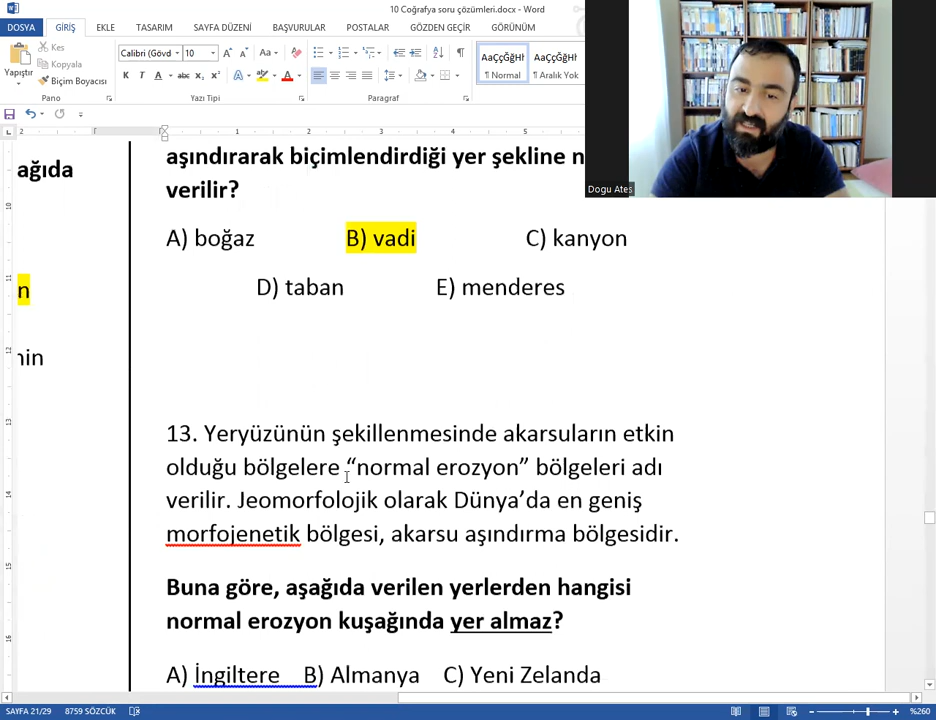 10 Coğrafya soru çözümleri.docx - Word
DOSYA GİRİŞ EKLE TASARIM SAYFA DÜZENİ BAŞVURULAR POSTALAR GÖZDEN GEÇİR GÖRÜNÜM
Kes
Kopyala
Biçim Boyacısı
Yapıştır
Pano
Calibri (Gövd 10
Yazı Tipi
Paragraf
AaÇçĞğHł AaÇçĞğH
¶ Normal ¶ Aralık Yok
Dogu Ates
ağıda
n
nin
aşındırarak biçimlendirdiği yer şekline n
verilir?
A) boğaz B) vadi C) kanyon
D) taban E) menderes
13. Yeryüzünün şekillenmesinde akarsuların etkin
olduğu bölgelere “normal erozyon” bölgeleri adı
verilir. Jeomorfolojik olarak Dünya’da en geniş
morfojenetik bölgesi, akarsu aşındırma bölgesidir.
Buna göre, aşağıda verilen yerlerden hangisi
normal erozyon kuşağında yer almaz?
A) İngiltere B) Almanya C) Yeni Zelanda
SAYFA 21/29 8759 SÖZCÜK %260